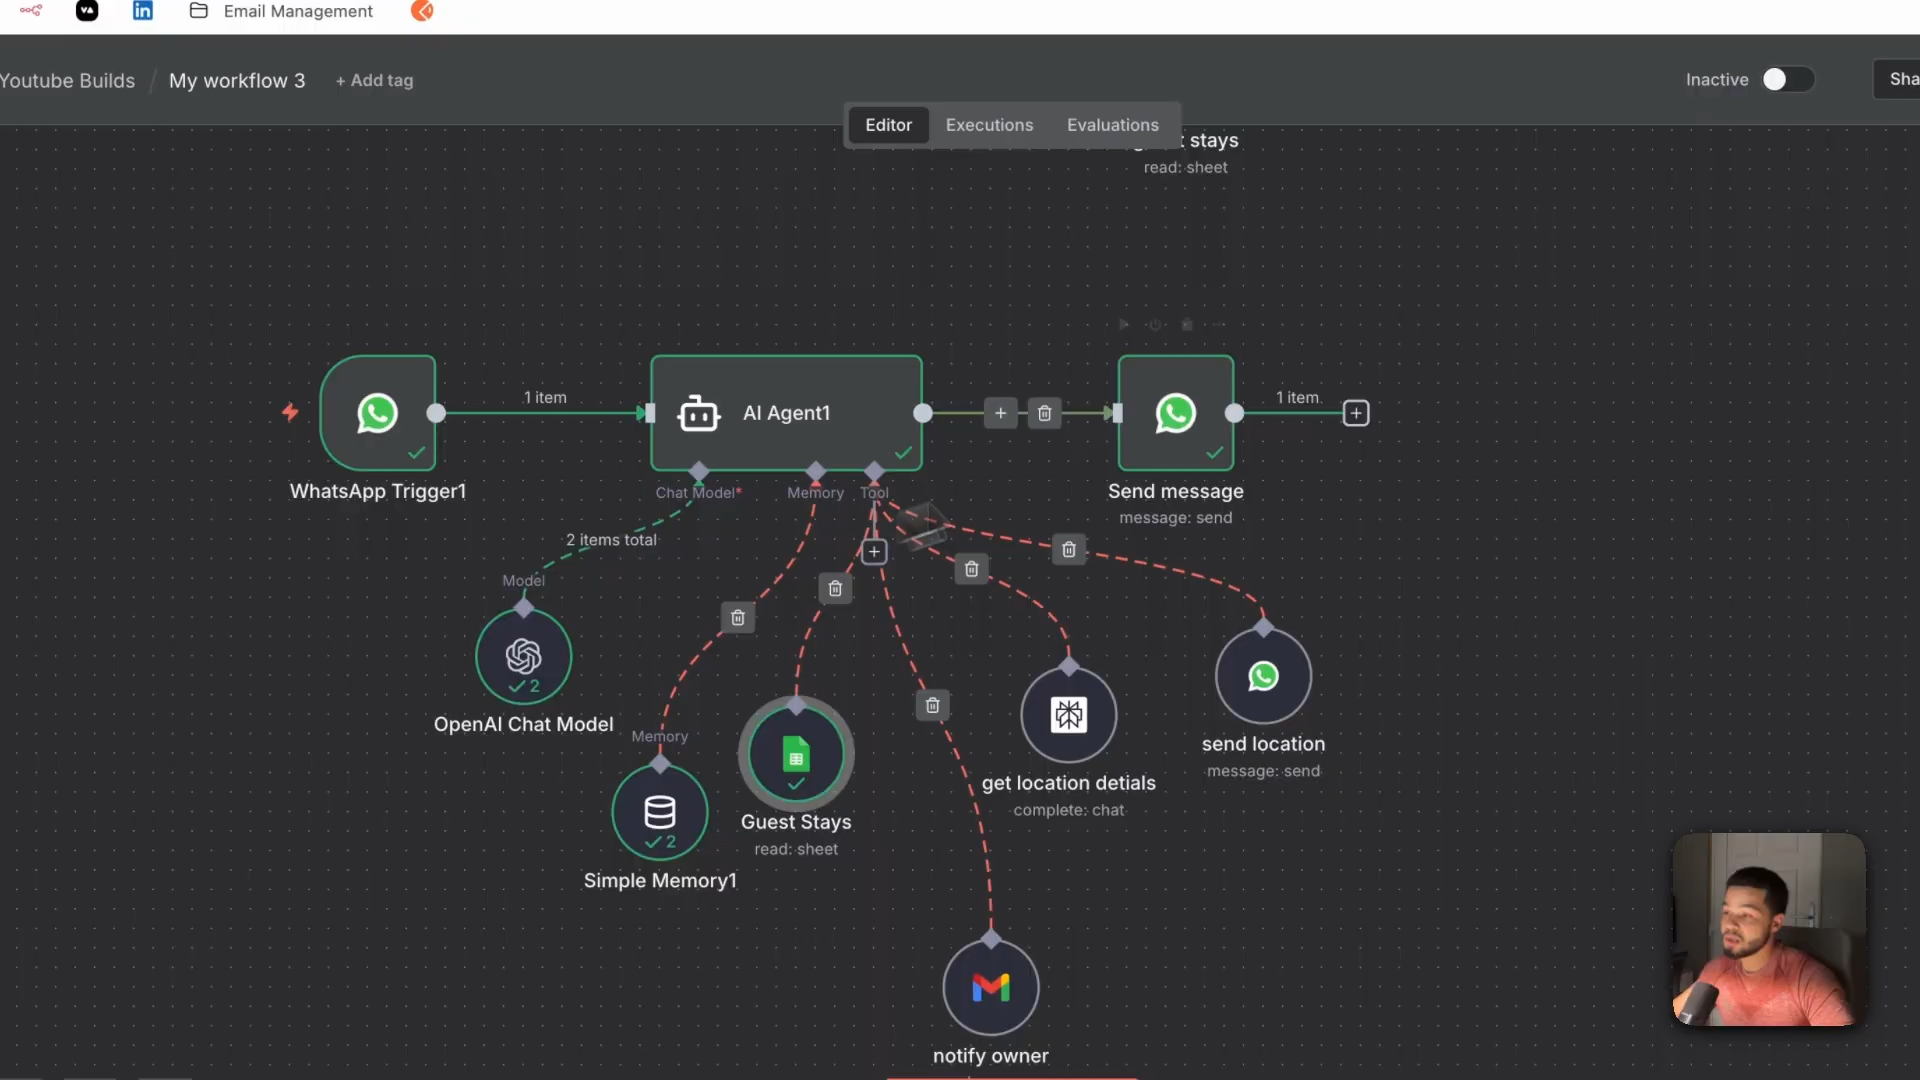 Email Management
Youtube Builds / My workflow 3 + Add tag
Inactive
Sha
Editor Executions Evaluations
t stays
read: sheet
1 item
AI Agent1
1 item
WhatsApp Trigger1
Chat Model*
Memory
Tool
Send message
message: send
2 items total
Model
2
OpenAI Chat Model
Memory
2
Simple Memory1
Guest Stays
read: sheet
get location detials
complete: chat
send location
message: send
notify owner